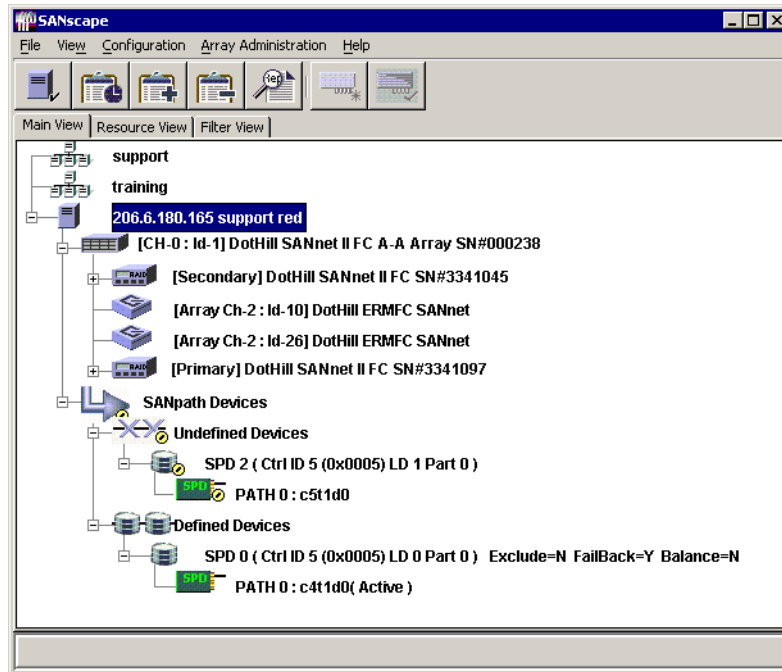 SANscape
File View Configuration Array Administration Help
Rep
Main View Resource View Filter View
support
training
206.6.180.165 support red
[CH-0 : Id-1] DotHill SANnet II FC A-A Array SN#000238
RAID [Secondary] DotHill SANnet II FC SN#3341045
[Array Ch-2 : Id-10] DotHill ERMFC SANnet
[Array Ch-2 : Id-26] DotHill ERMFC SANnet
RAID [Primary] DotHill SANnet II FC SN#3341097
SANpath Devices
Undefined Devices
SPD 2 ( Ctrl ID 5 (0x0005) LD 1 Part 0 )
SPD PATH 0 : c5t1d0
Defined Devices
SPD 0 ( Ctrl ID 5 (0x0005) LD 0 Part 0 ) Exclude=N FailBack=Y Balance=N
SPD PATH 0 : c4t1d0( Active )